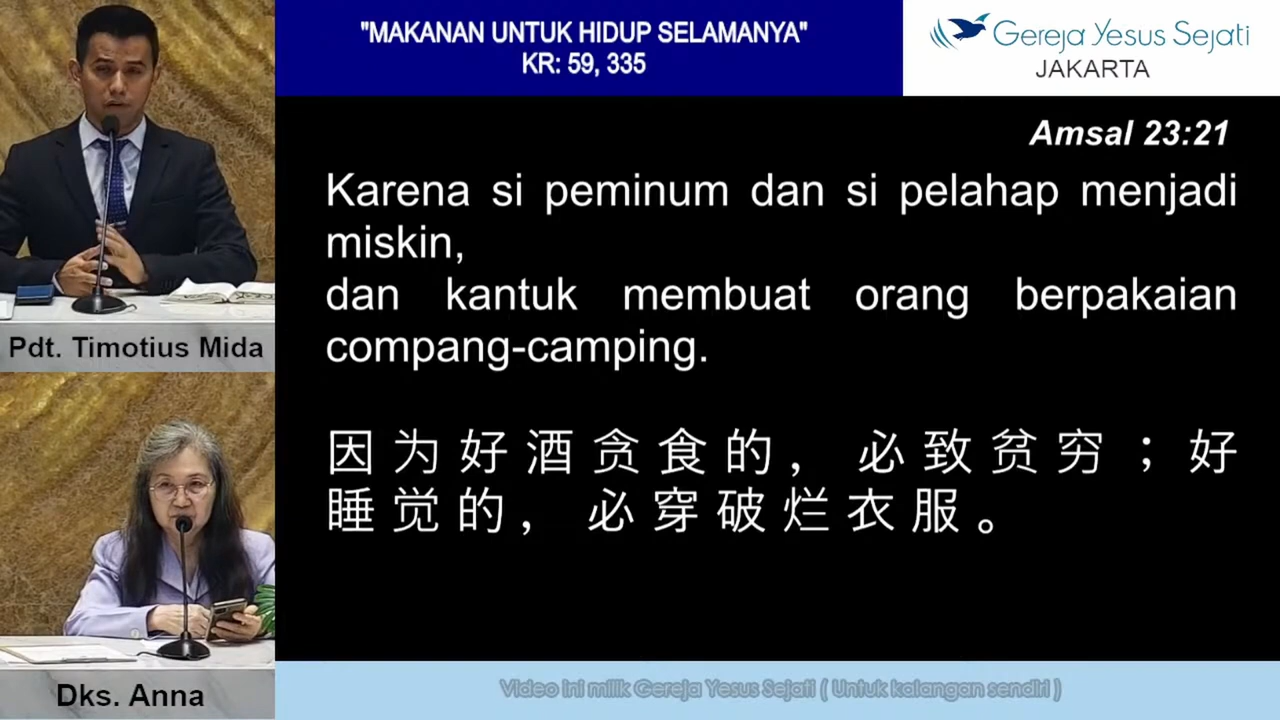 "MAKANAN UNTUK HIDUP SELAMANYA"
KR: 59, 335
Gereja Yesus Sejati
JAKARTA
Amsal 23:21
Karena si peminum dan si pelahap menjadi
miskin,
dan kantuk membuat orang berpakaian
compang-camping.
因为好酒贪食的，必致贫穷；好
睡觉的，必穿破烂衣服。
Pdt. Timotius Mida
Dks. Anna
Video ini milik Gereja Yesus Sejati ( Untuk kalangan sendiri )